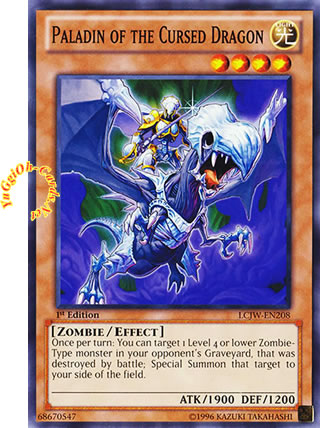 PALADIN OF THE CURSED DRAGON
光
YuGgiOh-Cards.Net
1st Edition
LCJW-EN208
[ZOMBIE / EFFECT]
Once per turn: You can target 1 Level 4 or lower Zombie-
Type monster in your opponent's Graveyard, that was
destroyed by battle; Special Summon that target to
your side of the field.
ATK/1900 DEF/1200
68670547
©1996 KAZUKI TAKAHASHI